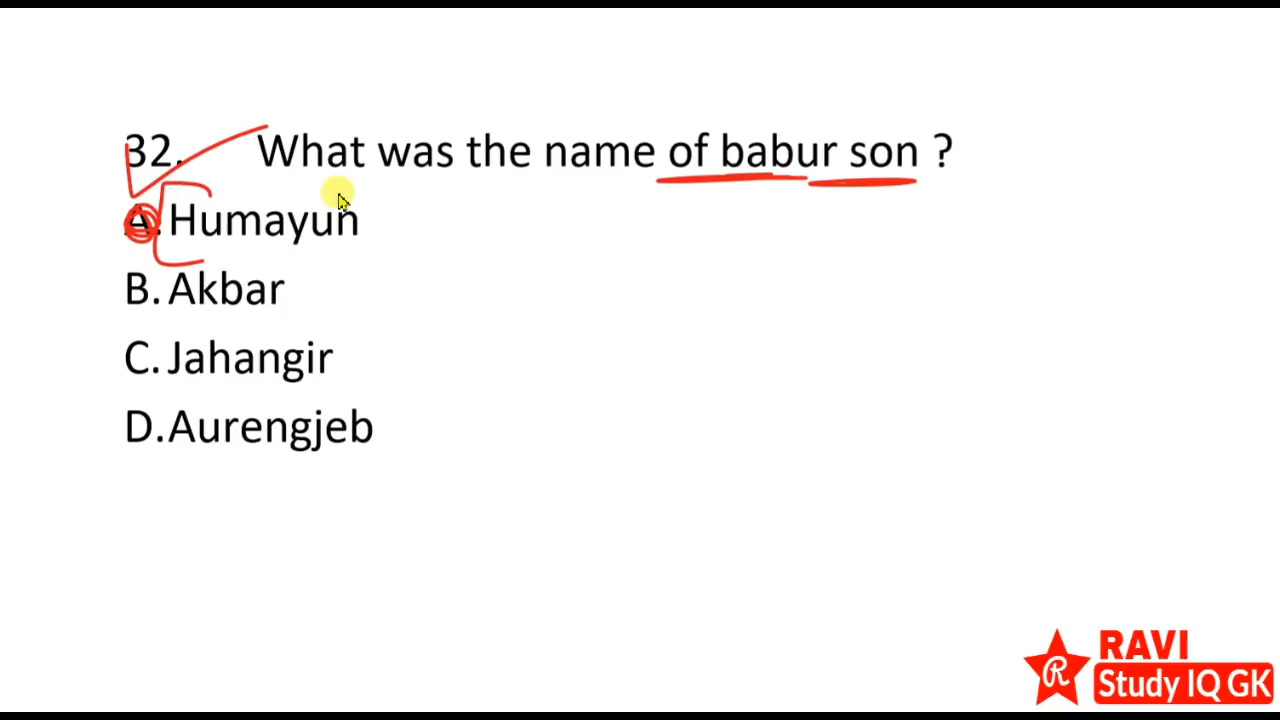 32. What was the name of babur son ?
A. Humayun
B. Akbar
C. Jahangir
D. Aurengjeb
R RAVI
Study IQ GK